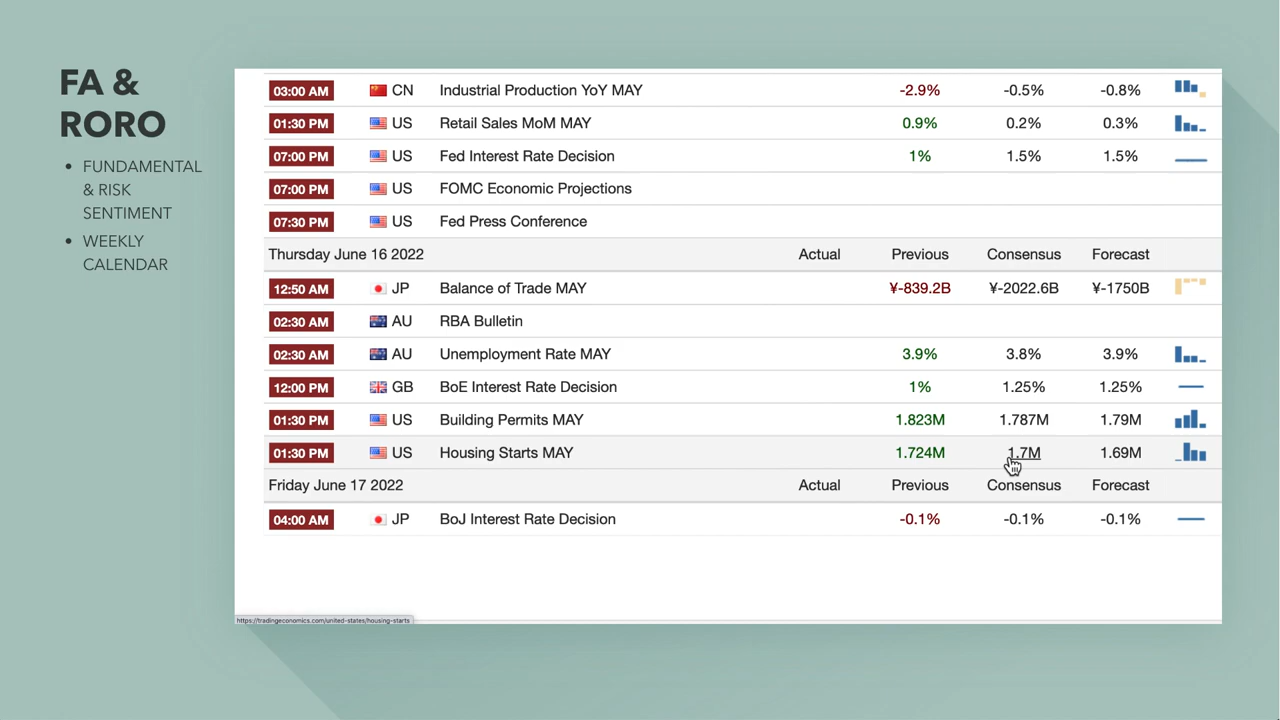 FA &
RORO
• FUNDAMENTAL
& RISK
SENTIMENT
• WEEKLY
CALENDAR
03:00 AM CN Industrial Production YoY MAY -2.9% -0.5% -0.8%
01:30 PM US Retail Sales MoM MAY 0.9% 0.2% 0.3%
07:00 PM US Fed Interest Rate Decision 1% 1.5% 1.5%
07:00 PM US FOMC Economic Projections
07:30 PM US Fed Press Conference
Thursday June 16 2022 Actual Previous Consensus Forecast
12:50 AM JP Balance of Trade MAY ¥-839.2B ¥-2022.6B ¥-1750B
02:30 AM AU RBA Bulletin
02:30 AM AU Unemployment Rate MAY 3.9% 3.8% 3.9%
12:00 PM GB BoE Interest Rate Decision 1% 1.25% 1.25%
01:30 PM US Building Permits MAY 1.823M 1.787M 1.79M
01:30 PM US Housing Starts MAY 1.724M 1.7M 1.69M
Friday June 17 2022 Actual Previous Consensus Forecast
04:00 AM JP BoJ Interest Rate Decision -0.1% -0.1% -0.1%
https://tradingeconomics.com/united-states/housing-starts